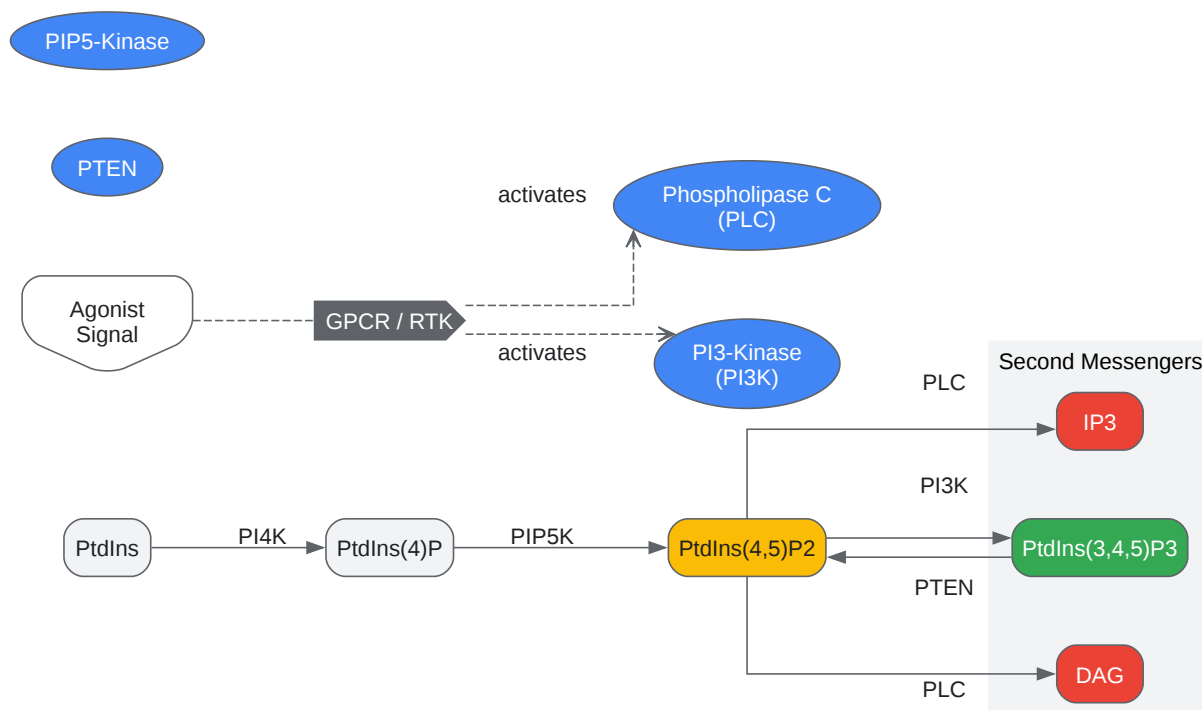 PIP5-Kinase
PTEN
activates
Phospholipase C
(PLC)
Agonist
Signal
GPCR / RTK
activates
PI3-Kinase
(PI3K)
Second Messengers
PLC
IP3
PI3K
PtdIns
PI4K
PtdIns(4)P
PIP5K
PtdIns(4,5)P2
PtdIns(3,4,5)P3
PTEN
PLC
DAG